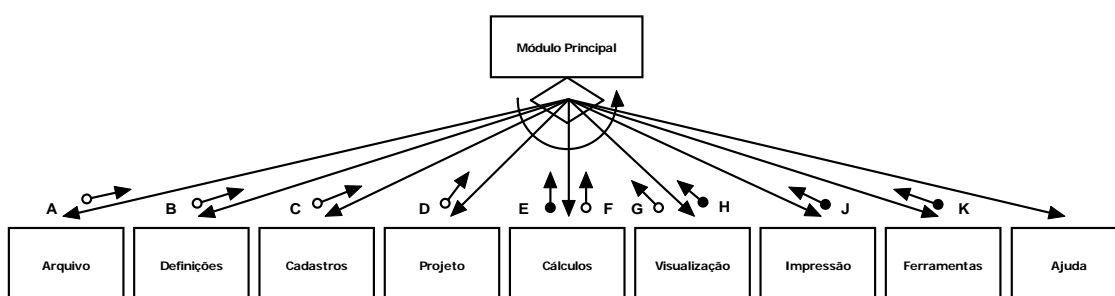 Módulo Principal
A B C D E F G H J K
Arquivo Definições Cadastros Projeto Cálculos Visualização Impressão Ferramentas Ajuda